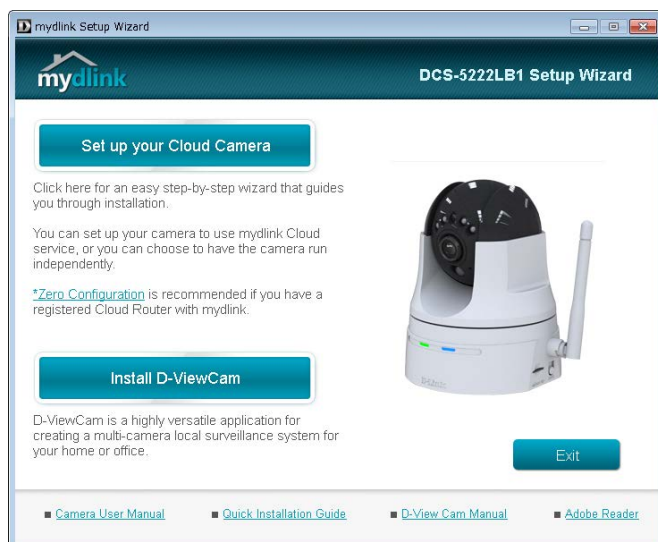 mydlink Setup Wizard
mydlink
DCS-5222LB1 Setup Wizard
Set up your Cloud Camera
Click here for an easy step-by-step wizard that guides
you through installation.
You can set up your camera to use mydlink Cloud
service, or you can choose to have the camera run
independently.
*Zero Configuration is recommended if you have a
registered Cloud Router with mydlink.
Install D-ViewCam
D-ViewCam is a highly versatile application for
creating a multi-camera local surveillance system for
your home or office.
D-Link
Exit
Camera User Manual
Quick Installation Guide
D-View Cam Manual
Adobe Reader